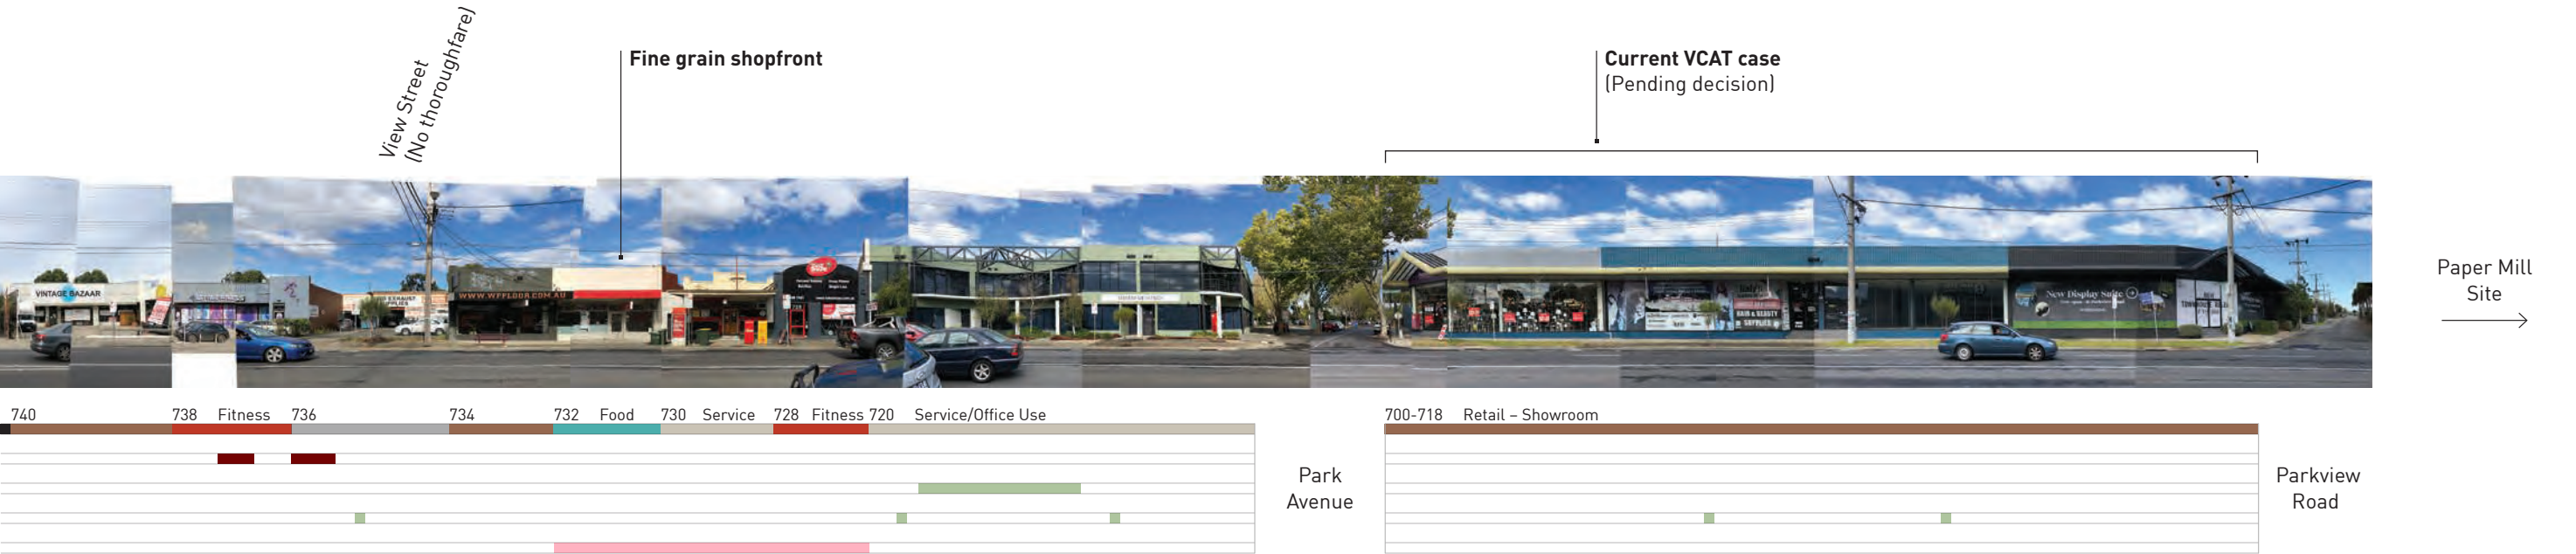 View Street
(No thoroughfare)
Fine grain shopfront
Current VCAT case
(Pending decision)
VINTAGE BAZAAR
WWW.WFFLOOR.COM.AU
HAIR & BEAUTY
SUPPLIES
New Display Suite
Paper Mill
Site
740
738 Fitness 736
734
732 Food
730 Service
728 Fitness
720 Service/Office Use
700-718 Retail – Showroom
Park
Avenue
Parkview
Road